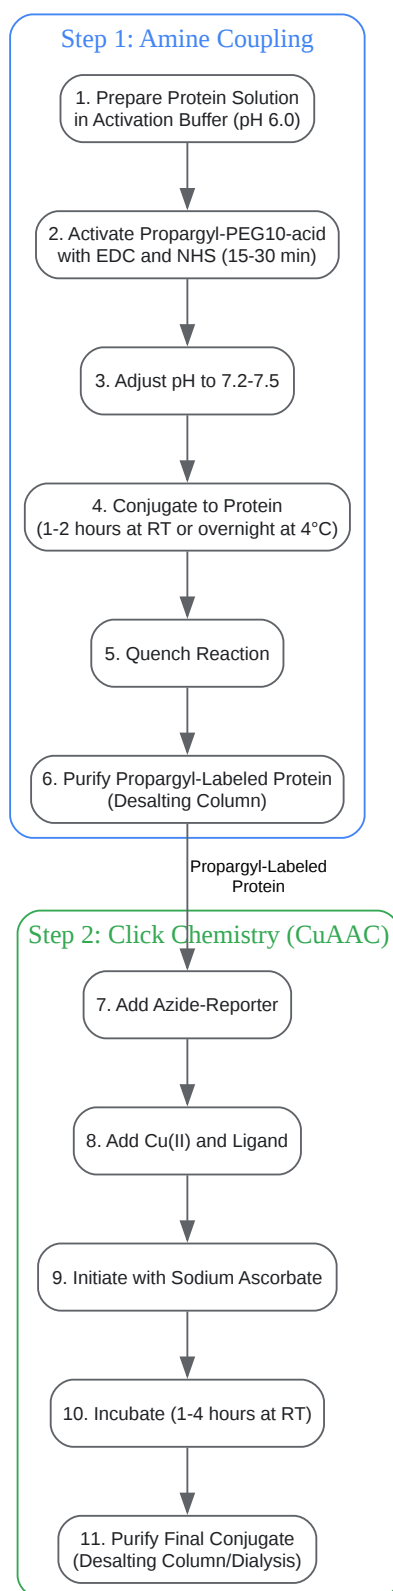 Step 1: Amine Coupling
1. Prepare Protein Solution
in Activation Buffer (pH 6.0)
2. Activate Propargyl-PEG10-acid
with EDC and NHS (15-30 min)
3. Adjust pH to 7.2-7.5
4. Conjugate to Protein
(1-2 hours at RT or overnight at 4°C)
5. Quench Reaction
6. Purify Propargyl-Labeled Protein
(Desalting Column)
Propargyl-Labeled
Protein
Step 2: Click Chemistry (CuAAC)
7. Add Azide-Reporter
8. Add Cu(II) and Ligand
9. Initiate with Sodium Ascorbate
10. Incubate (1-4 hours at RT)
11. Purify Final Conjugate
(Desalting Column/Dialysis)